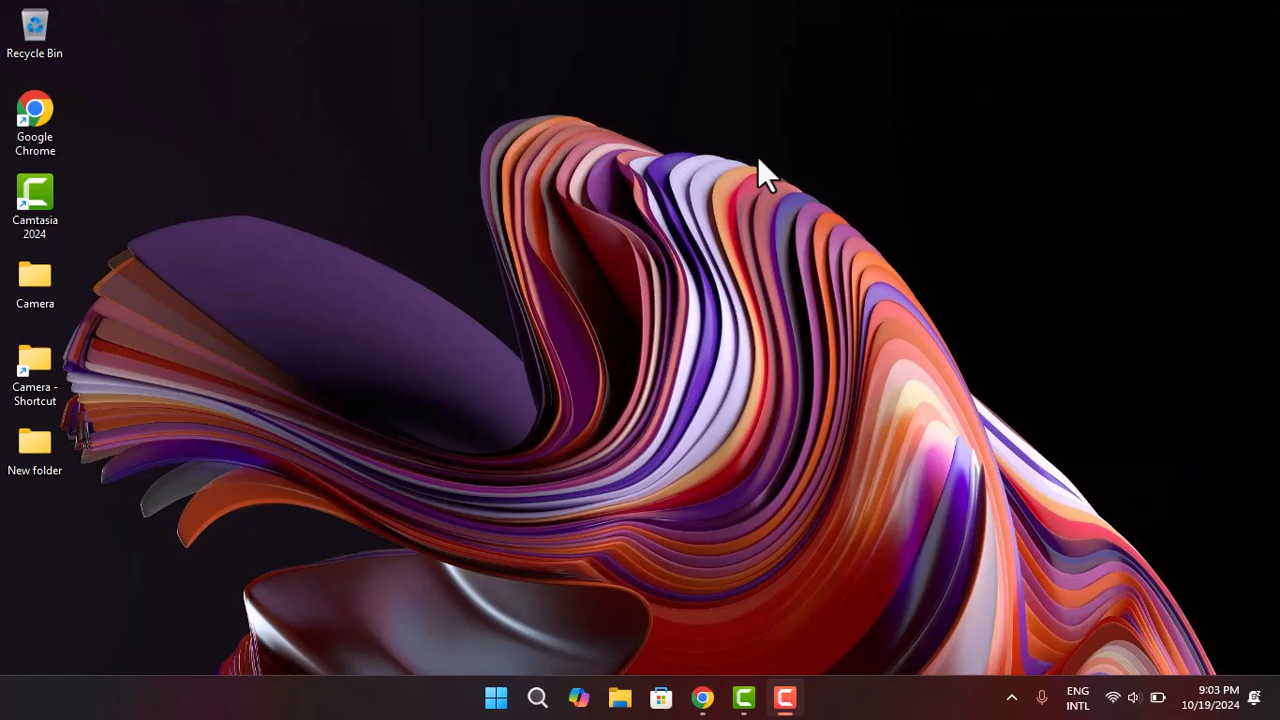 Recycle Bin
Google
Chrome
Camtasia
2024
Camera
Camera -
Shortcut
New folder
ENG
INTL
9:03 PM
10/19/2024